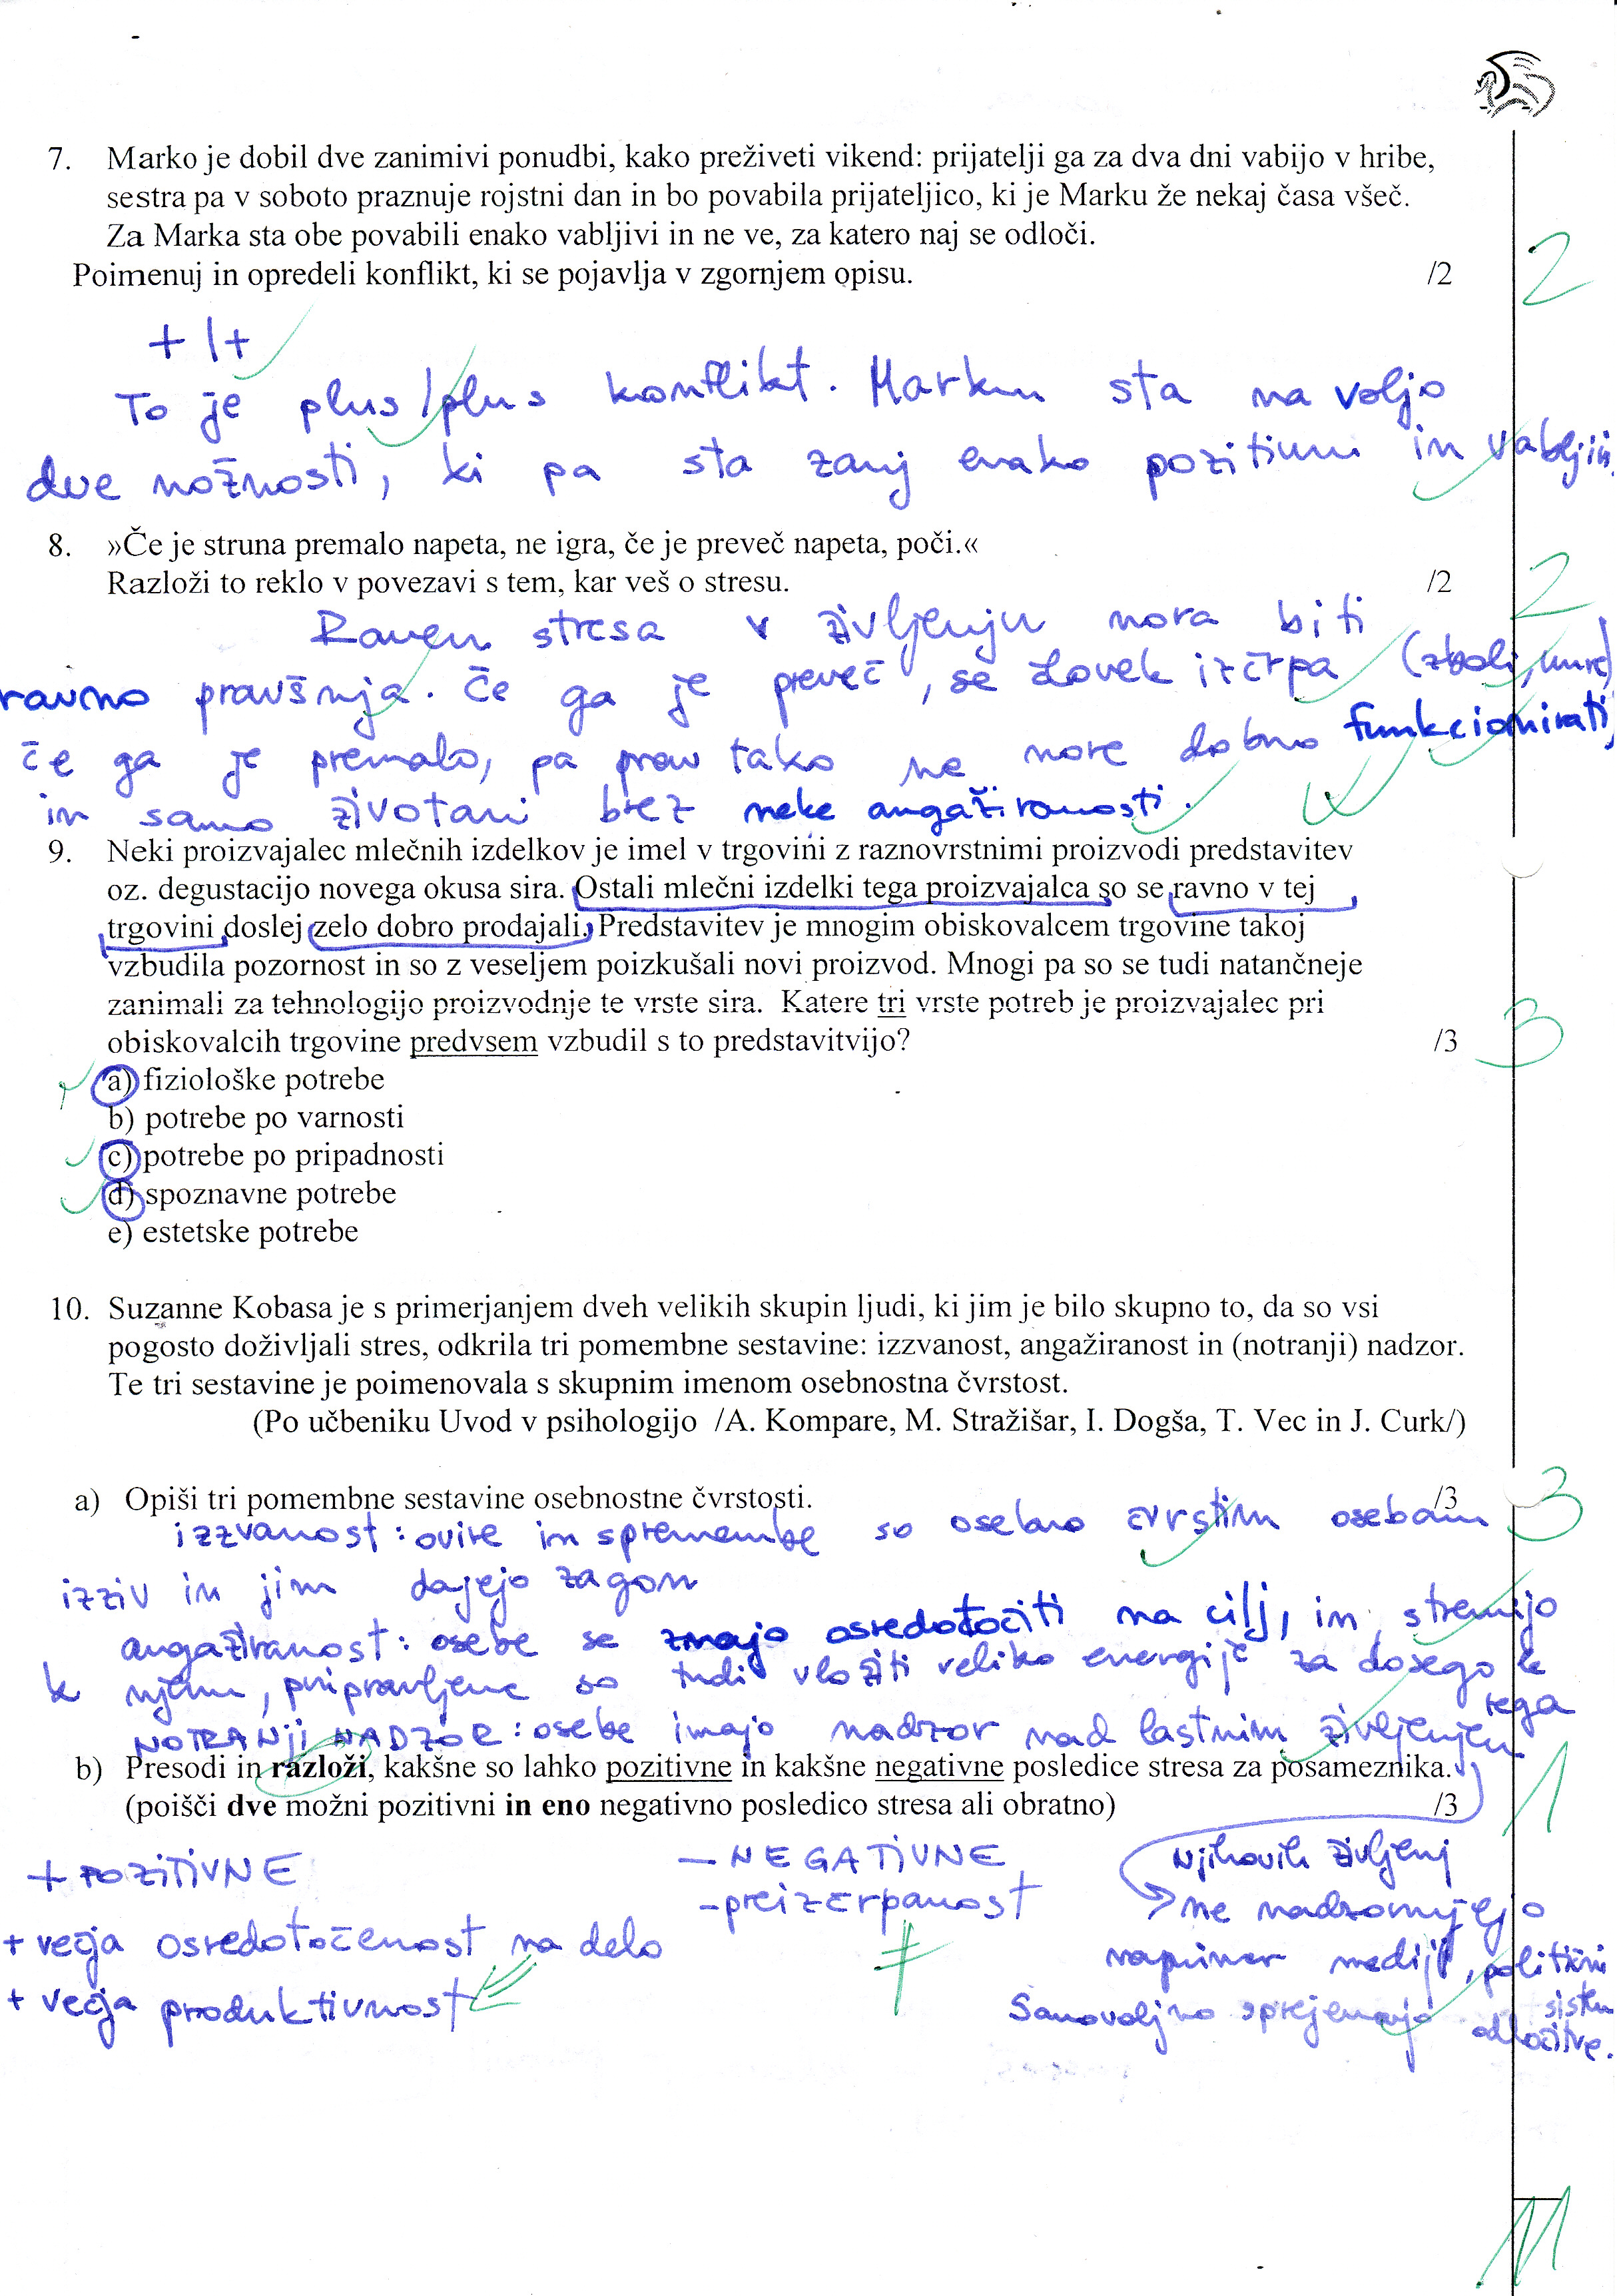 7. Marko je dobil dve zanimivi ponudbi, kako preživeti vikend: prijatelji ga za dva dni vabijo v hribe,
sestra pa v soboto praznuje rojstni dan in bo povabila prijateljico, ki je Marku že nekaj časa všeč.
Za Marka sta obe povabili enako vabljivi in ne ve, za katero naj se odloči.
Poimenuj in opredeli konflikt, ki se pojavlja v zgornjem opisu. /2 2
+/+
To je plus/plus konflikt. Marku sta na voljo
dve možnosti, ki pa sta zanj enako pozitivni in vabljivi.
8. »Če je struna premalo napeta, ne igra, če je preveč napeta, poči.«
Razloži to reklo v povezavi s tem, kar veš o stresu. /2 2
Raven stresa v življenju mora biti
ravno pravšnja. Če ga je preveč, se človek izčrpa (zboli, umre)
če ga je premalo, pa prav tako ne more dobro funkcionirati,
in samo životari brez neke angažiranosti.
9. Neki proizvajalec mlečnih izdelkov je imel v trgovini z raznovrstnimi proizvodi predstavitev
oz. degustacijo novega okusa sira. Ostali mlečni izdelki tega proizvajalca so se ravno v tej
trgovini doslej zelo dobro prodajali. Predstavitev je mnogim obiskovalcem trgovine takoj
vzbudila pozornost in so z veseljem poizkušali novi proizvod. Mnogi pa so se tudi natančneje
zanimali za tehnologijo proizvodnje te vrste sira. Katere tri vrste potreb je proizvajalec pri
obiskovalcih trgovine predvsem vzbudil s to predstavitvijo? /3 3
a) fiziološke potrebe
b) potrebe po varnosti
c) potrebe po pripadnosti
d) spoznavne potrebe
e) estetske potrebe
10. Suzanne Kobasa je s primerjanjem dveh velikih skupin ljudi, ki jim je bilo skupno to, da so vsi
pogosto doživljali stres, odkrila tri pomembne sestavine: izzvanost, angažiranost in (notranji) nadzor.
Te tri sestavine je poimenovala s skupnim imenom osebnostna čvrstost.
(Po učbeniku Uvod v psihologijo /A. Kompare, M. Stražišar, I. Dogša, T. Vec in J. Curk/)
a) Opiši tri pomembne sestavine osebnostne čvrstosti. /3 3
izzvanost: ovire in spremembe so osebno čvrstim osebam
izziv in jim dajejo zagon
angažiranost: osebe se znajo osredotočiti na cilj, in stremijo
k njemu, pripravljene so tudi vložiti veliko energije za dosego le
tega
NOTRANJI NADZOR: osebe imajo nadzor nad lastnim življenjem
b) Presodi in razloži, kakšne so lahko pozitivne in kakšne negativne posledice stresa za posameznika.
(poišči dve možni pozitivni in eno negativno posledico stresa ali obratno) /3 1
+ POZITIVNE
+ večja osredotočenost na delo
+ večja produktivnost
- NEGATIVNE
- preizčrpanost
Njihovih življenj
ne nadzorujejo
naprimer mediji, politični
sistem
Samovoljno sprejemajo odločitve.
11